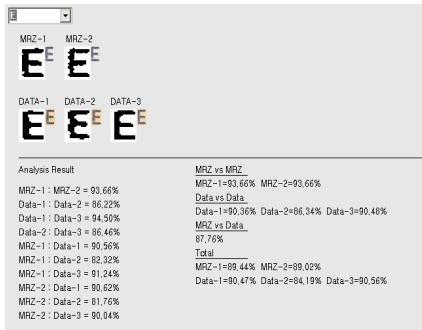 E
MRZ-1 MRZ-2
E E E E
DATA-1 DATA-2 DATA-3
E E E E E E
Analysis Result
MRZ-1 : MRZ-2 = 93,66%
Data-1 : Data-2 = 86,22%
Data-1 : Data-3 = 94,50%
Data-2 : Data-3 = 86,46%
MRZ-1 : Data-1 = 90,56%
MRZ-1 : Data-2 = 82,32%
MRZ-1 : Data-3 = 91,24%
MRZ-2 : Data-1 = 90,62%
MRZ-2 : Data-2 = 81,76%
MRZ-2 : Data-3 = 90,04%
MRZ vs MRZ
MRZ-1=93,66% MRZ-2=93,66%
Data vs Data
Data-1=90,36% Data-2=86,34% Data-3=90,48%
MRZ vs Data
87,76%
Total
MRZ-1=89,44% MRZ-2=89,02%
Data-1=90,47% Data-2=84,19% Data-3=90,56%